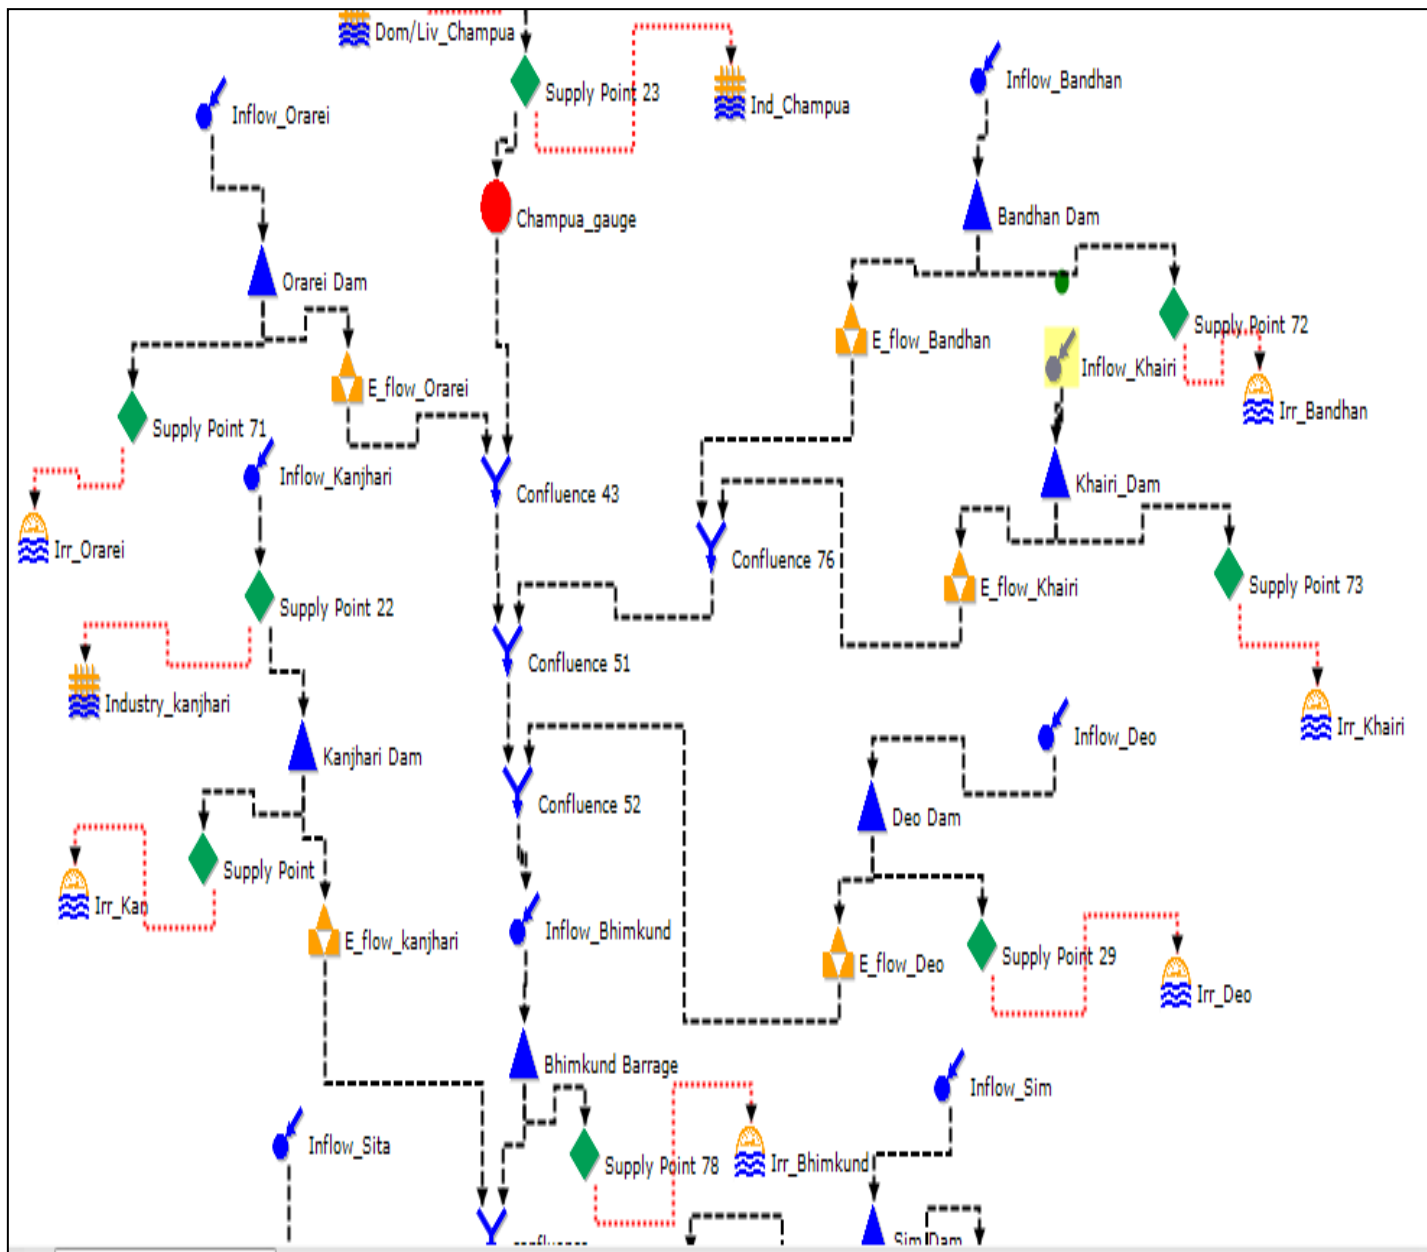 Dom/Liv_Champua
Inflow_Bandhan
Supply Point 23
Ind_Champua
Inflow_Orarei
Champua_gauge
Bandhan Dam
Orarei Dam
Supply Point 72
E_flow_Bandhan
Inflow_Khairi
E_flow_Orarei
Irr_Bandhan
Supply Point 71
Inflow_Kanjhari
Khairi_Dam
Confluence 43
Irr_Orarei
Confluence 76
E_flow_Khairi
Supply Point 73
Supply Point 22
Confluence 51
Industry_kanjhari
Irr_Khairi
Inflow_Deo
Kanjhari Dam
Confluence 52
Deo Dam
Supply Point
Irr_Kan
Inflow_Bhimkund
E_flow_kanjhari
Supply Point 29
E_flow_Deo
Irr_Deo
Bhimkund Barrage
Inflow_Sim
Inflow_Sita
Supply Point 78
Irr_Bhimkund
Sim Dam